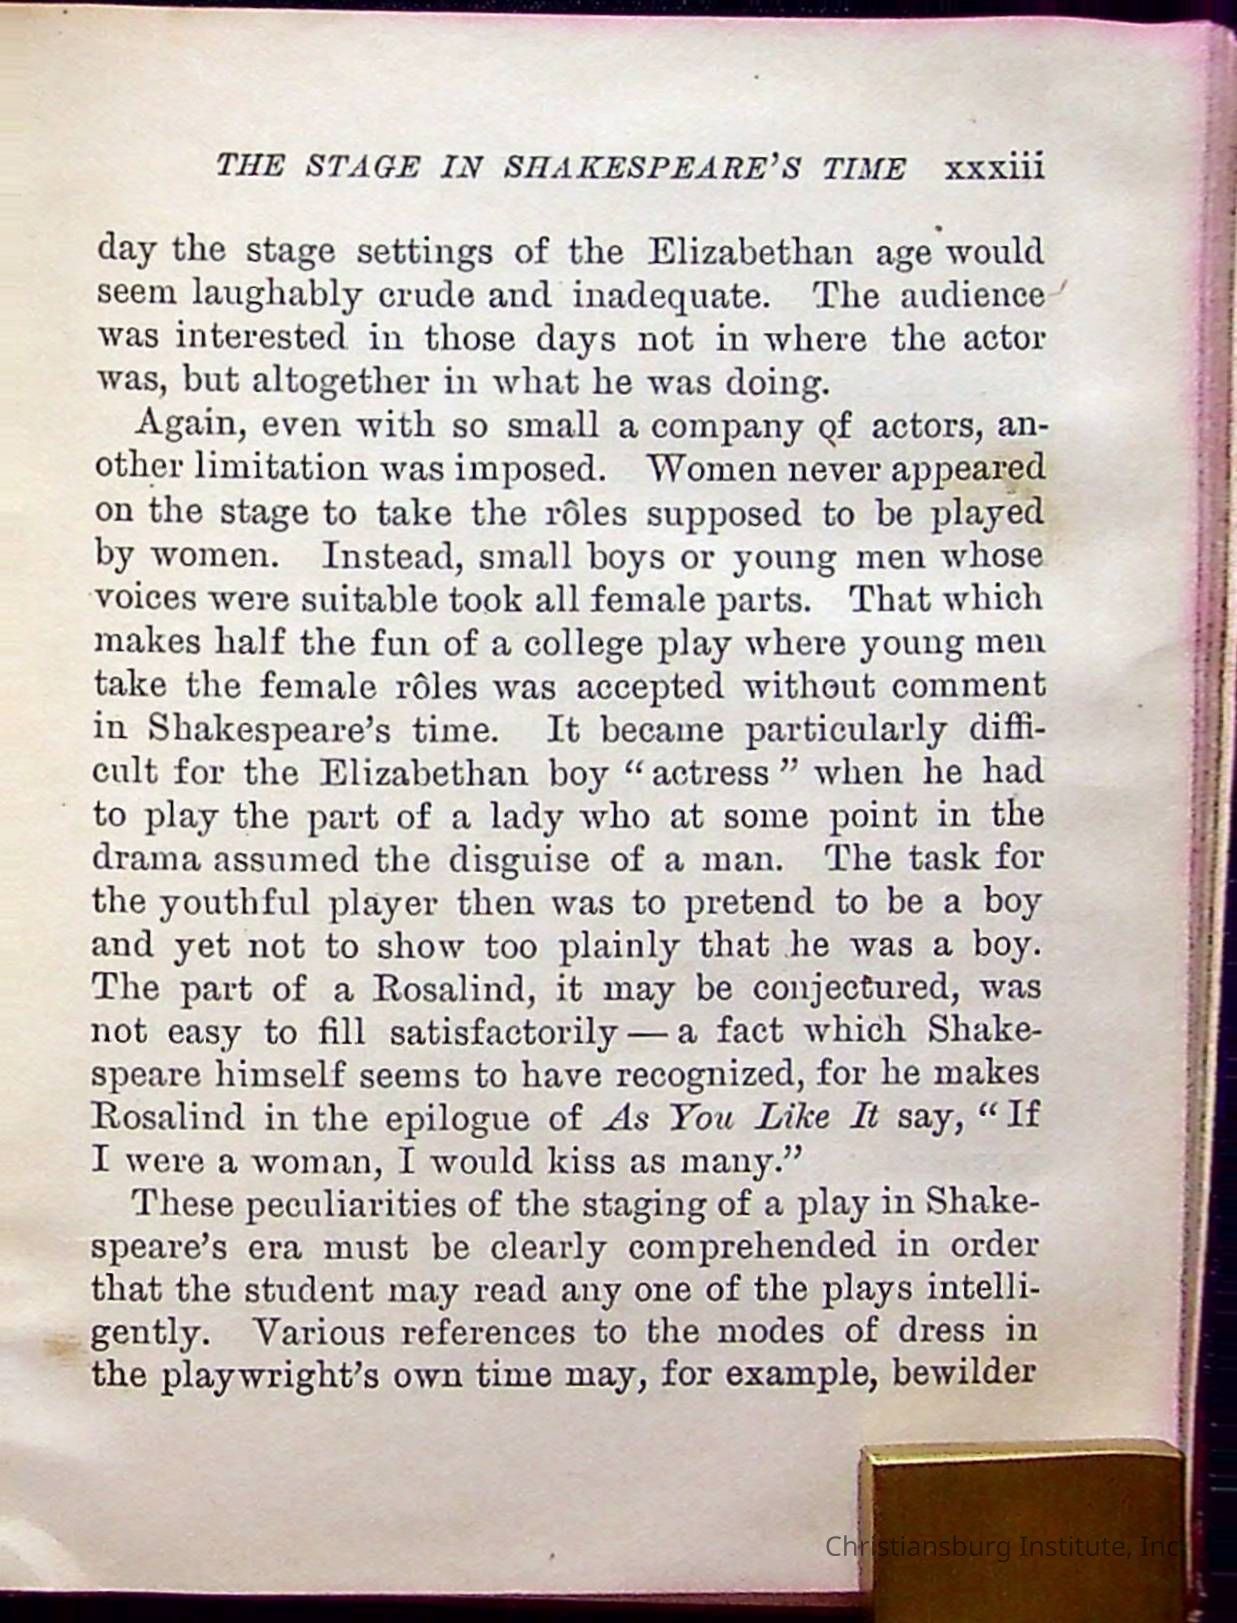 THE STAGE IN SHAKESPEARE'S TIME xxxiii
day the stage settings of the Elizabethan age would
seem laughably crude and inadequate. The audience
was interested in those days not in where the actor
was, but altogether in what he was doing.
Again, even with so small a company of actors, an-
other limitation was imposed. Women never appeared
on the stage to take the rôles supposed to be played
by women. Instead, small boys or young men whose
voices were suitable took all female parts. That which
makes half the fun of a college play where young men
take the female rôles was accepted without comment
in Shakespeare's time. It became particularly diffi-
cult for the Elizabethan boy “actress” when he had
to play the part of a lady who at some point in the
drama assumed the disguise of a man. The task for
the youthful player then was to pretend to be a boy
and yet not to show too plainly that he was a boy.
The part of a Rosalind, it may be conjectured, was
not easy to fill satisfactorily — a fact which Shake-
speare himself seems to have recognized, for he makes
Rosalind in the epilogue of As You Like It say, “If
I were a woman, I would kiss as many.”
These peculiarities of the staging of a play in Shake-
speare's era must be clearly comprehended in order
that the student may read any one of the plays intelli-
gently. Various references to the modes of dress in
the playwright's own time may, for example, bewilder
Christiansburg Institute, Inc